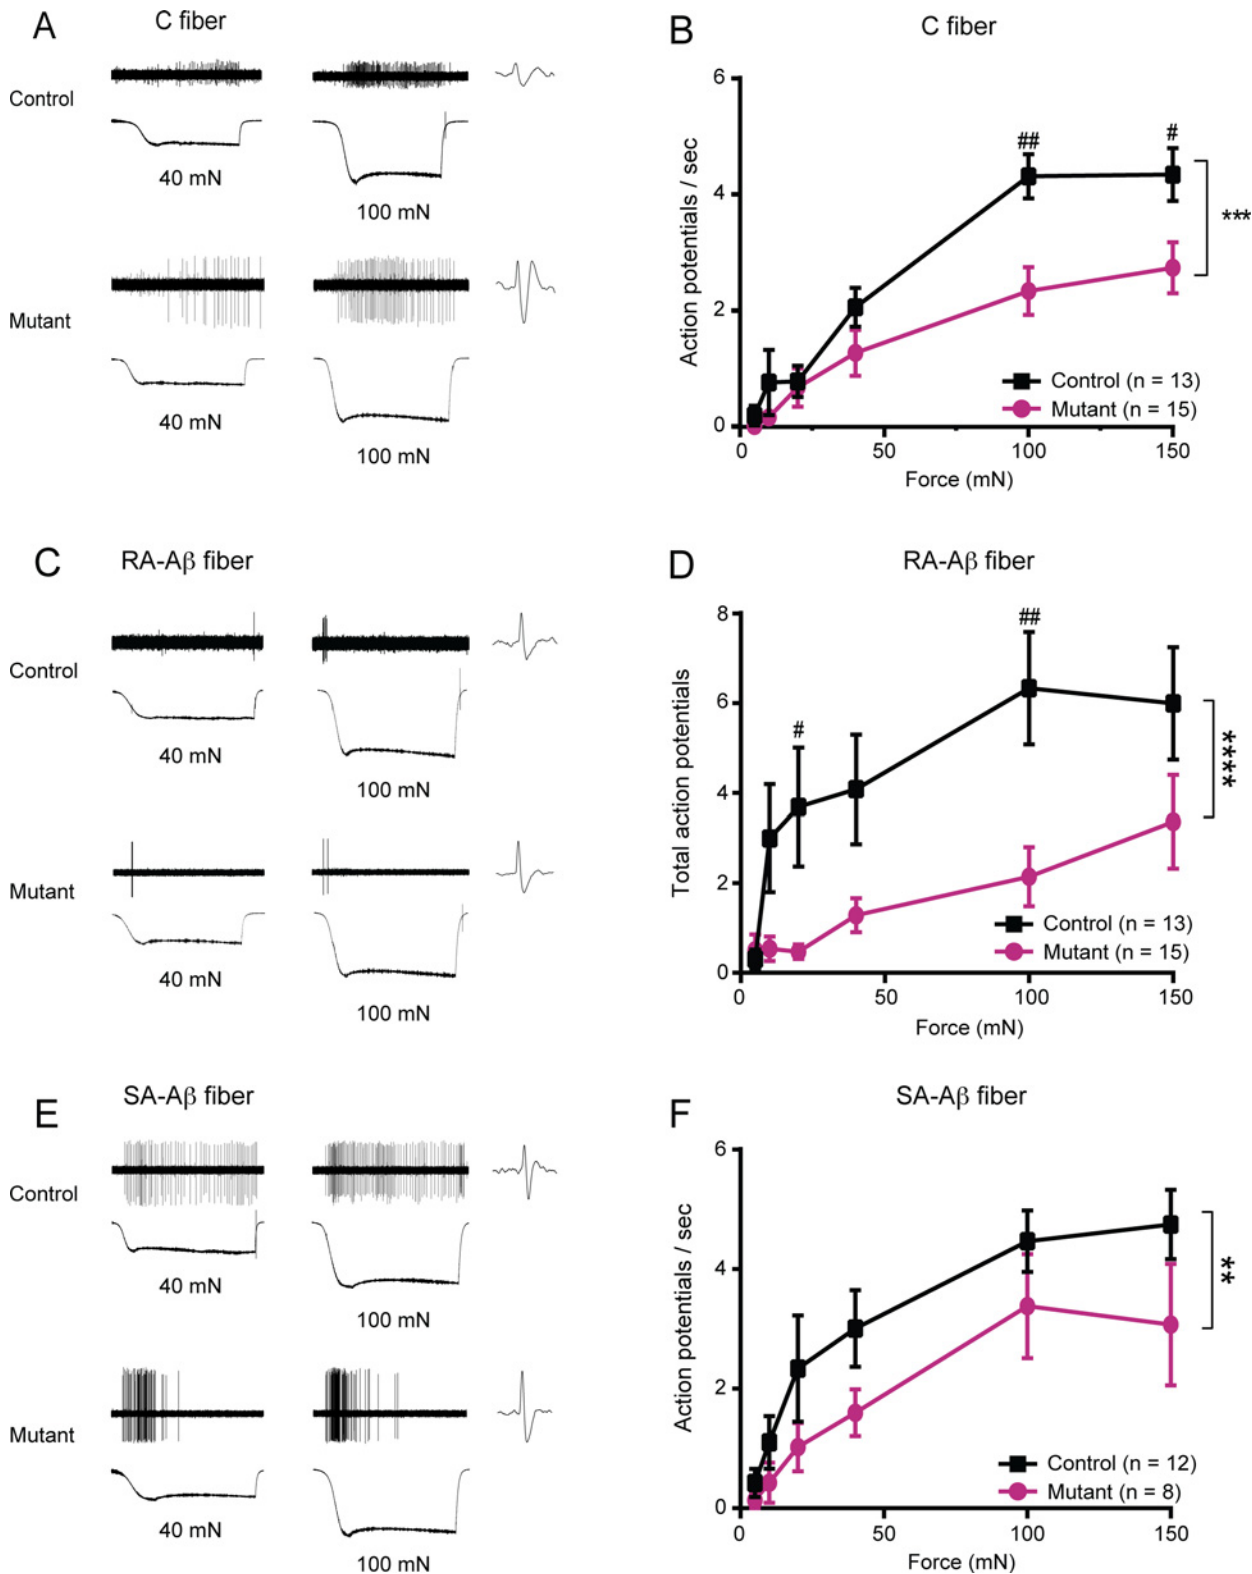 A
C fiber
Control
40 mN
100 mN
Mutant
40 mN
100 mN
B
C fiber
Action potentials / sec
6
4
2
0
##
#
***
Control (n = 13)
Mutant (n = 15)
0
50
100
150
Force (mN)
C
RA-Aβ fiber
Control
40 mN
100 mN
Mutant
40 mN
100 mN
D
RA-Aβ fiber
Total action potentials
8
6
4
2
0
#
##
****
Control (n = 13)
Mutant (n = 15)
0
50
100
150
Force (mN)
E
SA-Aβ fiber
Control
40 mN
100 mN
Mutant
40 mN
100 mN
F
SA-Aβ fiber
Action potentials / sec
6
4
2
0
**
Control (n = 12)
Mutant (n = 8)
0
50
100
150
Force (mN)